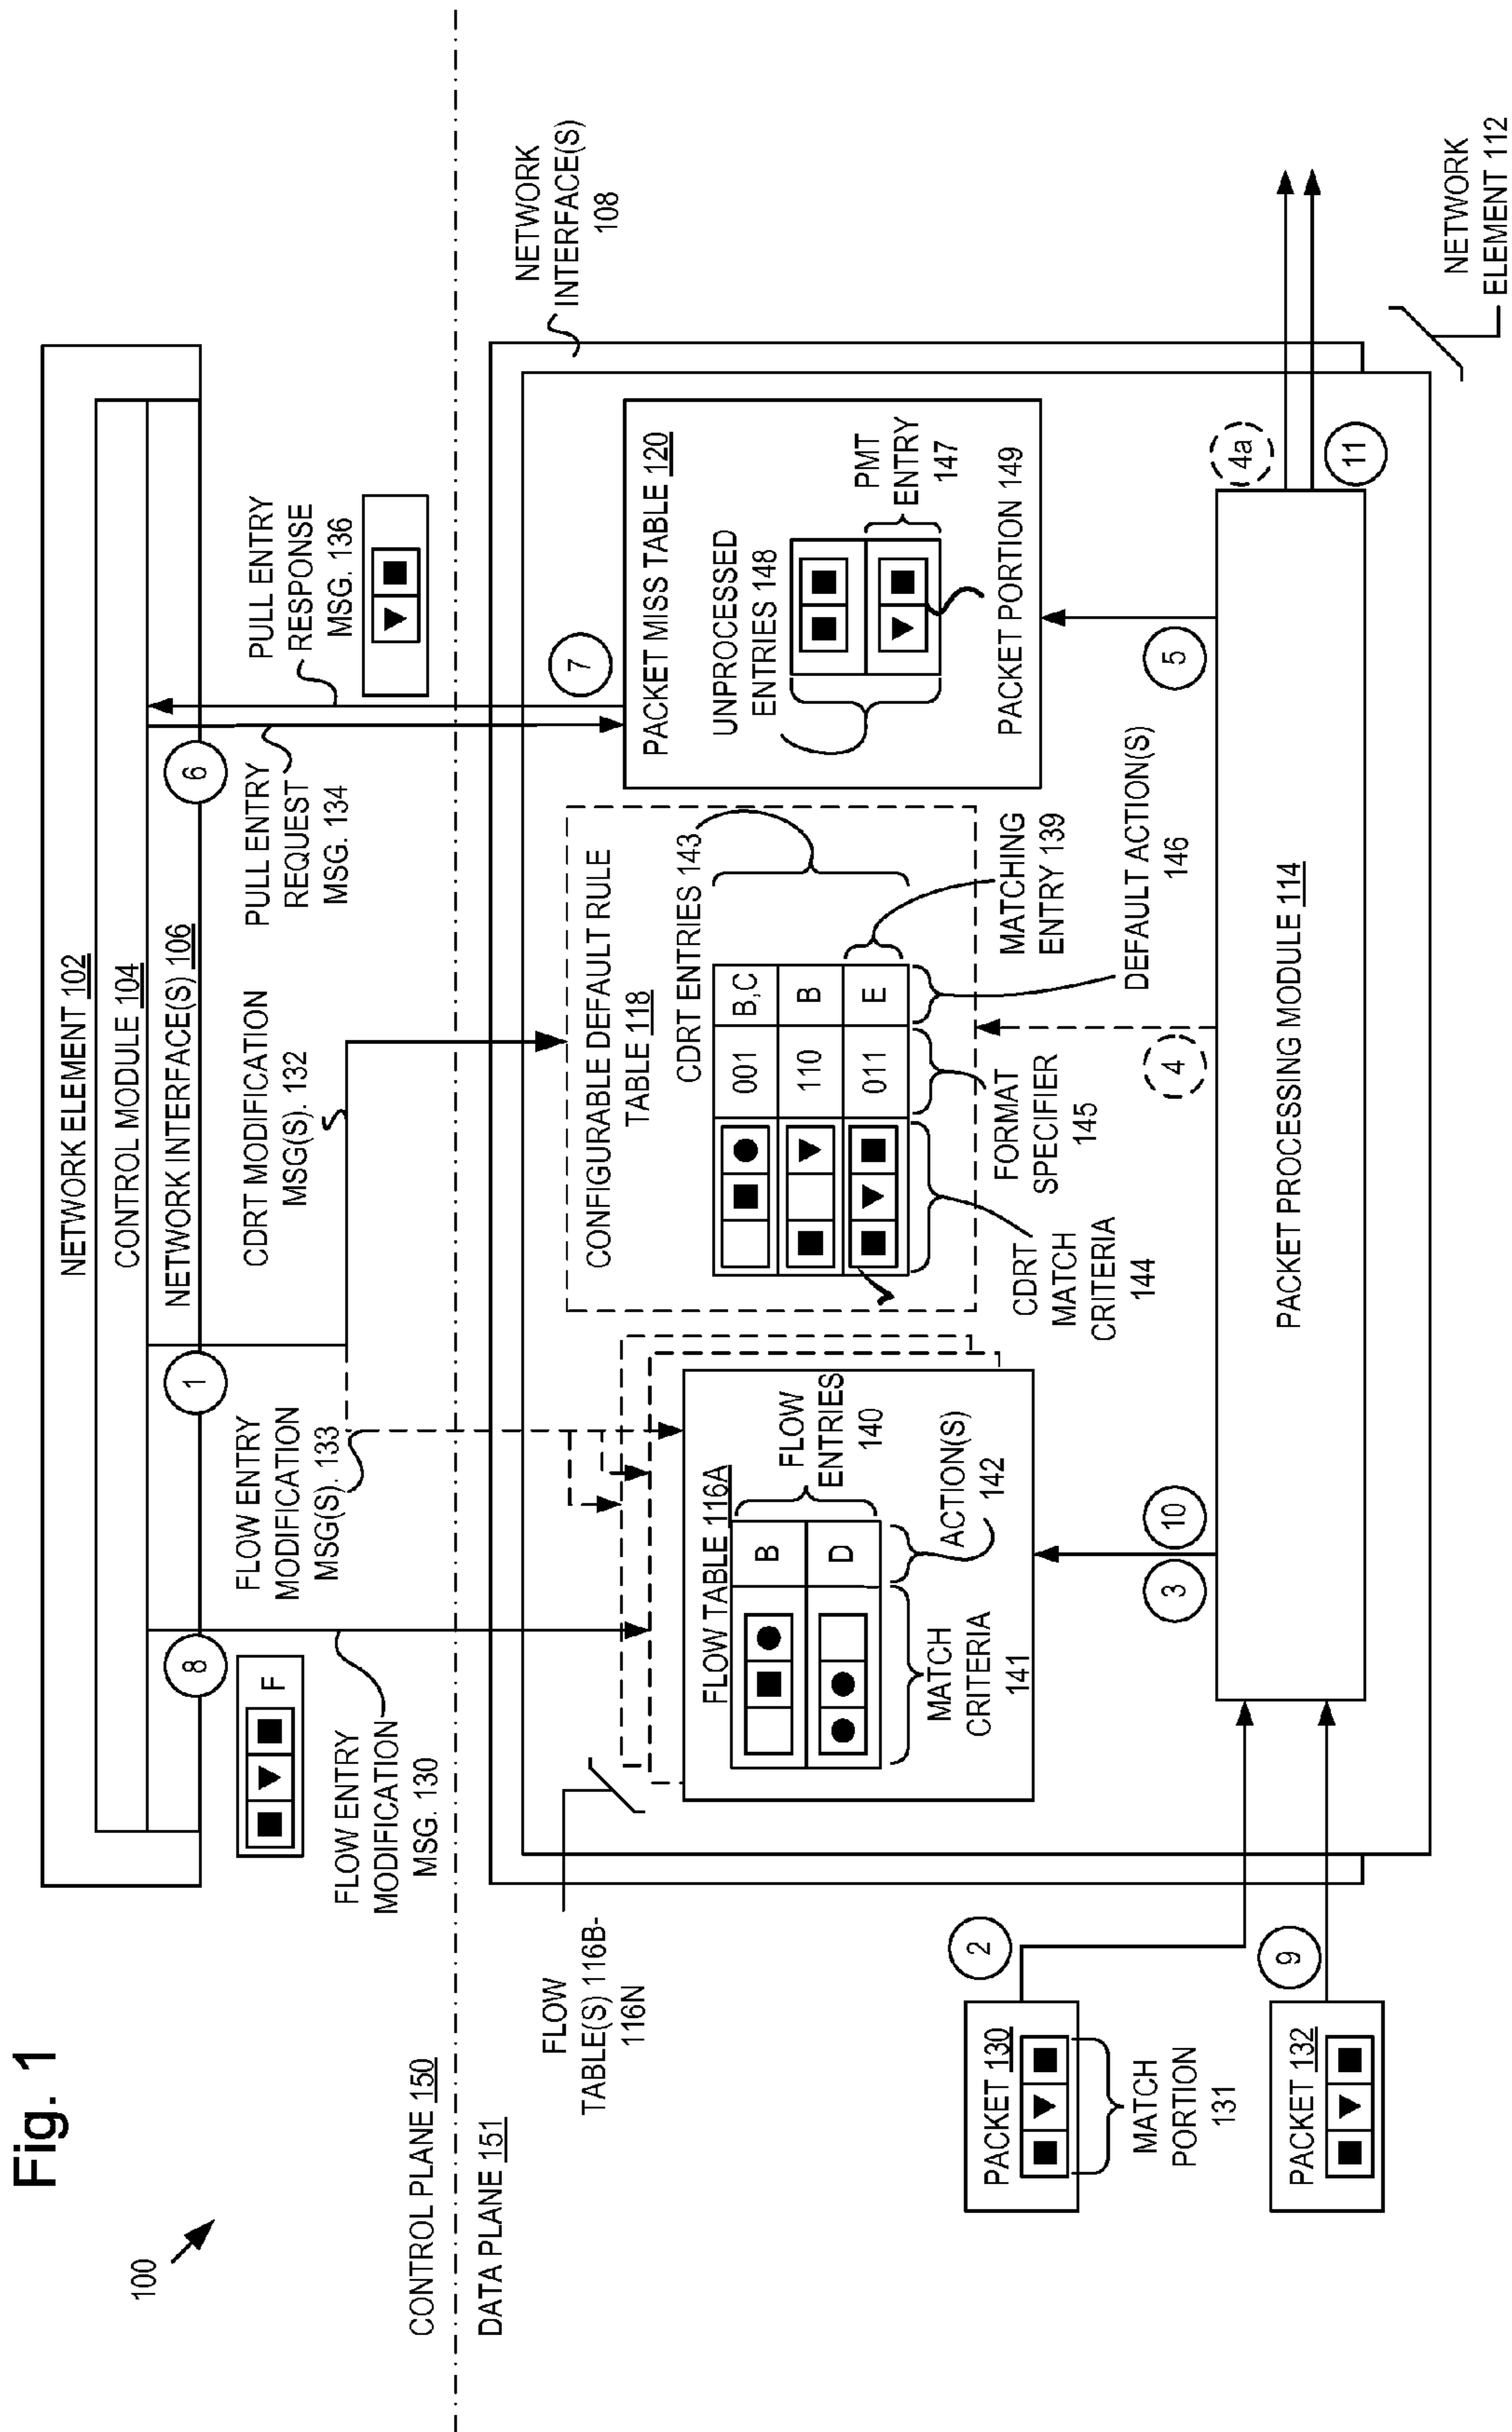 Fig. 1
100
NETWORK ELEMENT 102
CONTROL MODULE 104
NETWORK INTERFACE(S) 106
8
1
6
F
FLOW ENTRY
MODIFICATION
MSG. 130
FLOW ENTRY
MODIFICATION
MSG(S). 133
CDRT MODIFICATION
MSG(S). 132
PULL ENTRY
REQUEST
MSG. 134
PULL ENTRY
RESPONSE
MSG. 136
7
CONTROL PLANE 150
DATA PLANE 151
NETWORK
INTERFACE(S)
108
FLOW
TABLE(S) 116B-
116N
FLOW TABLE 116A
B
D
FLOW
ENTRIES
140
MATCH
CRITERIA
141
ACTION(S)
142
CONFIGURABLE DEFAULT RULE
TABLE 118
CDRT ENTRIES 143
001
B,C
110
B
011
E
CDRT
MATCH
CRITERIA
144
FORMAT
SPECIFIER
145
MATCHING
ENTRY 139
DEFAULT ACTION(S)
146
PACKET MISS TABLE 120
UNPROCESSED
ENTRIES 148
PMT
ENTRY
147
PACKET PORTION 149
3
10
4
5
4a
11
PACKET PROCESSING MODULE 114
2
PACKET 130
MATCH
PORTION
131
9
PACKET 132
NETWORK
ELEMENT 112